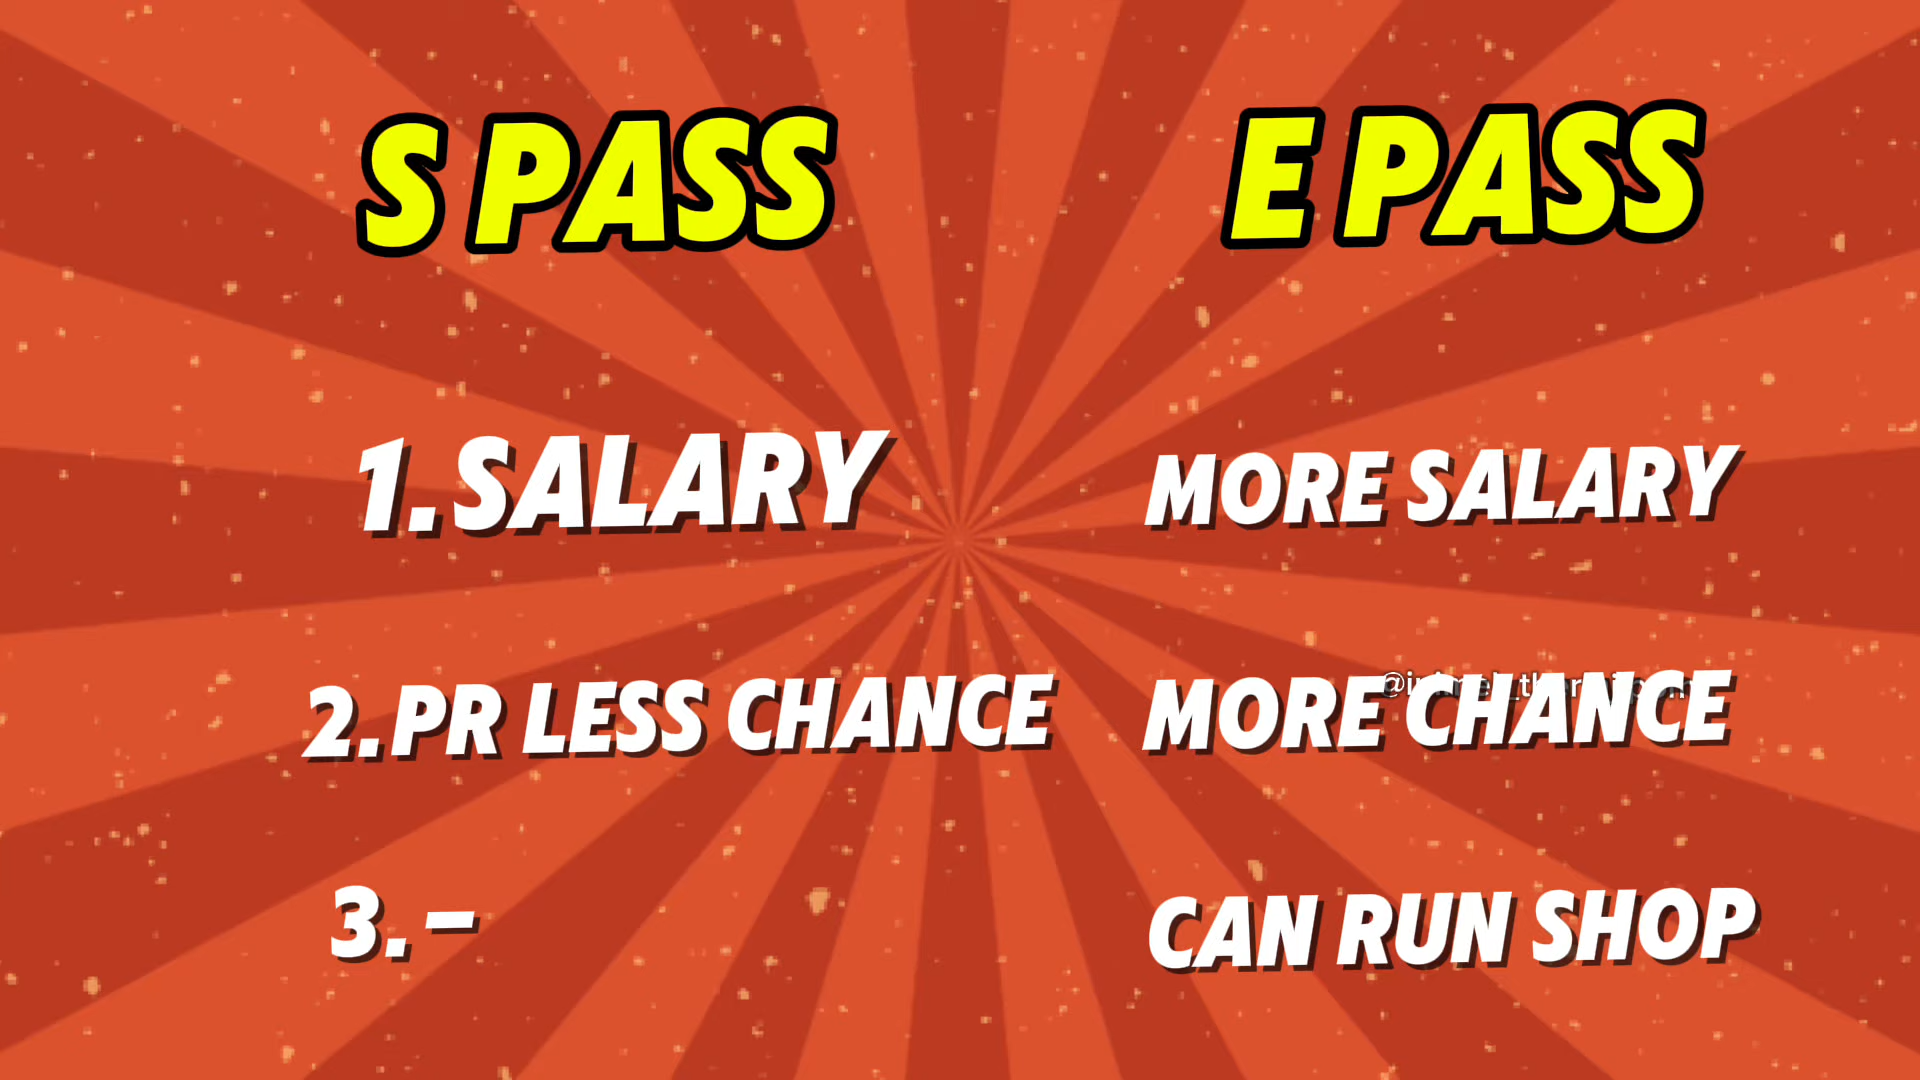 S PASS
E PASS
1. SALARY
MORE SALARY
2. PR LESS CHANCE
MORE CHANCE
3. –
CAN RUN SHOP